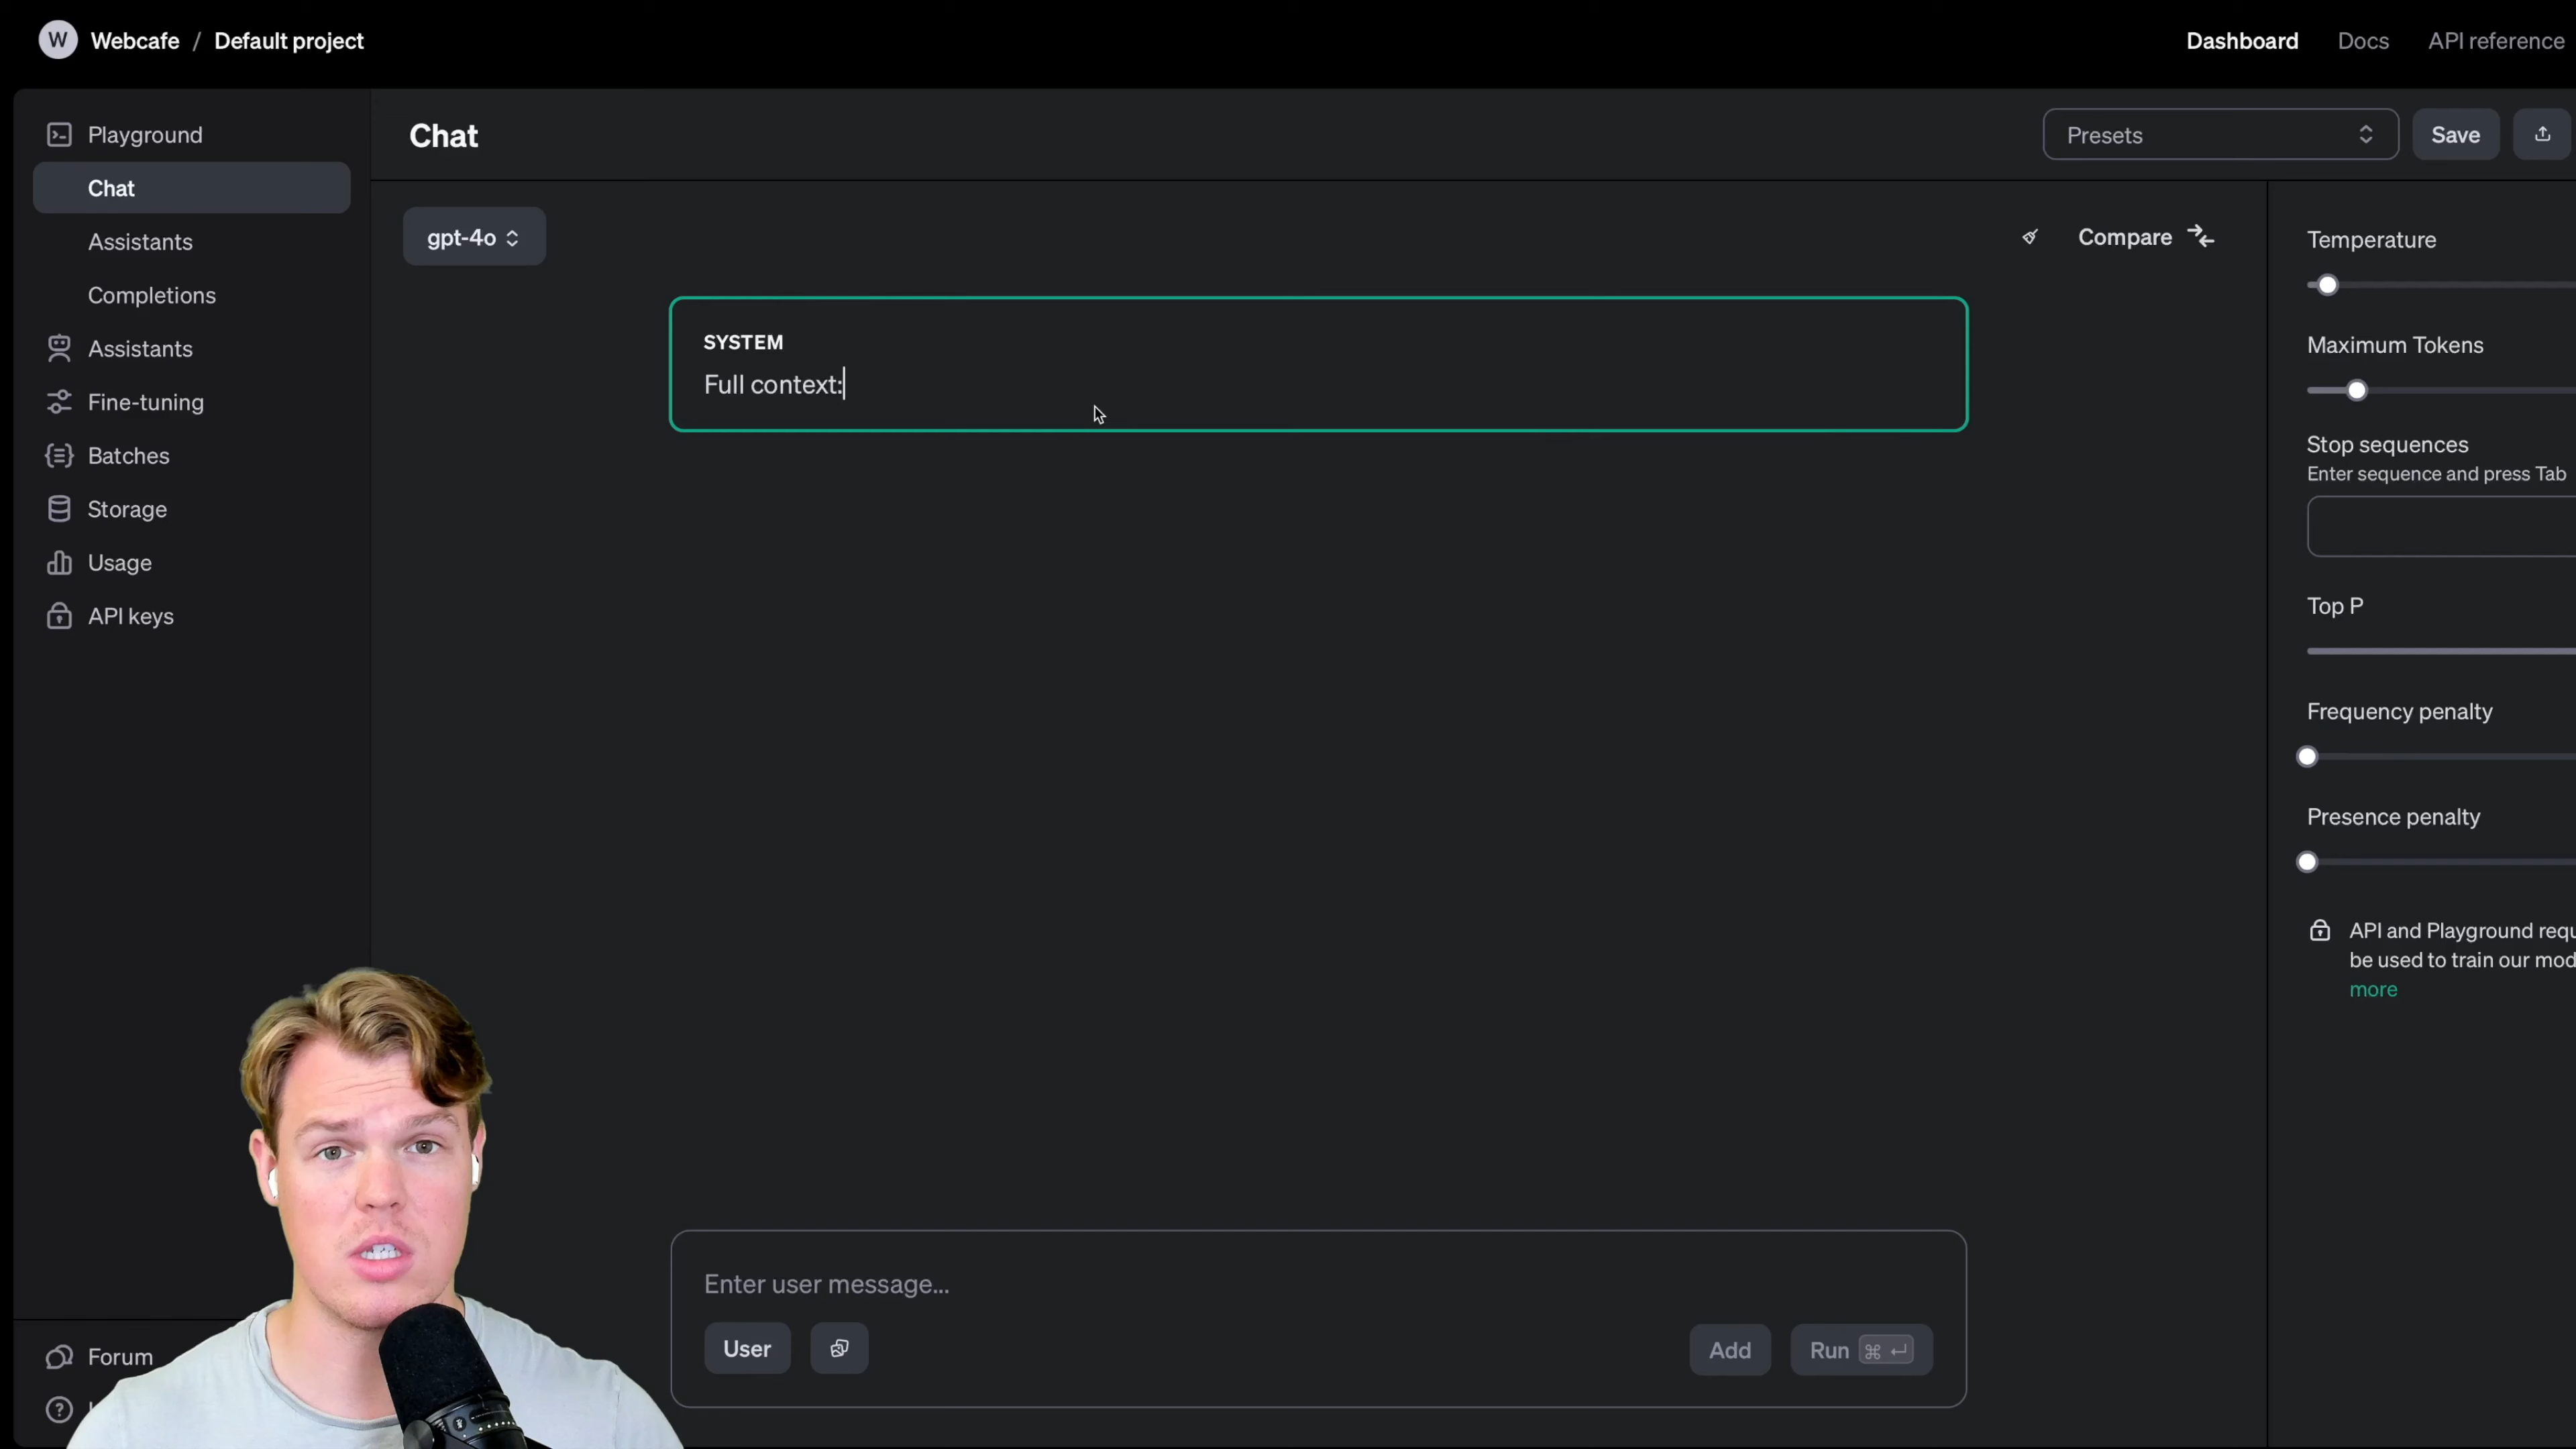 W Webcafe / Default project
Dashboard Docs API reference
Playground
Chat
Assistants
Completions
Assistants
Fine-tuning
Batches
Storage
Usage
API keys
Forum
Chat
Presets
Save
gpt-4o
Compare
SYSTEM
Full context:
Enter user message...
User
Add
Run ⌘ ↵
Temperature
Maximum Tokens
Stop sequences
Enter sequence and press Tab
Top P
Frequency penalty
Presence penalty
API and Playground requ
be used to train our mod
more